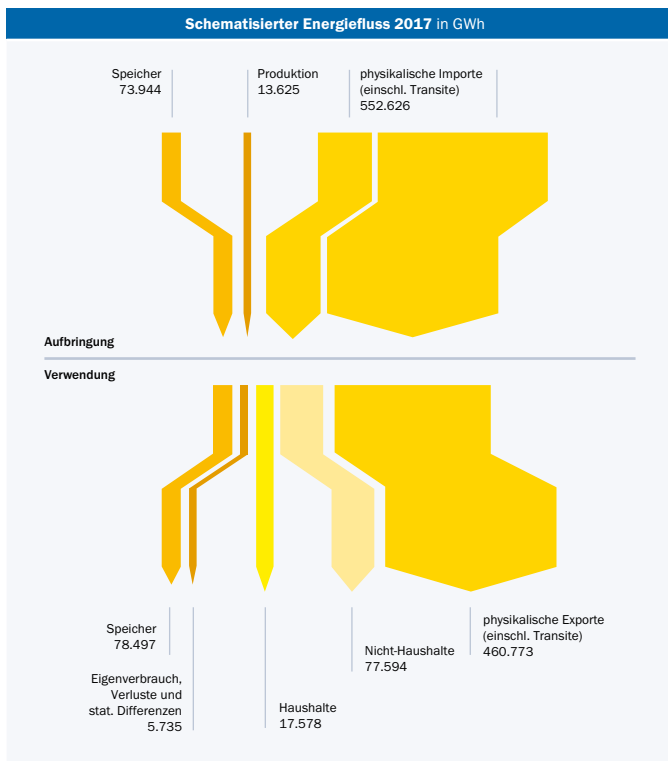 Schematisierter Energiefluss 2017 in GWh
Speicher
73.944
Produktion
13.625
physikalische Importe
(einschl. Transite)
552.626
Aufbringung
Verwendung
Speicher
78.497
Eigenverbrauch,
Verluste und
stat. Differenzen
5.735
Haushalte
17.578
Nicht-Haushalte
77.594
physikalische Exporte
(einschl. Transite)
460.773